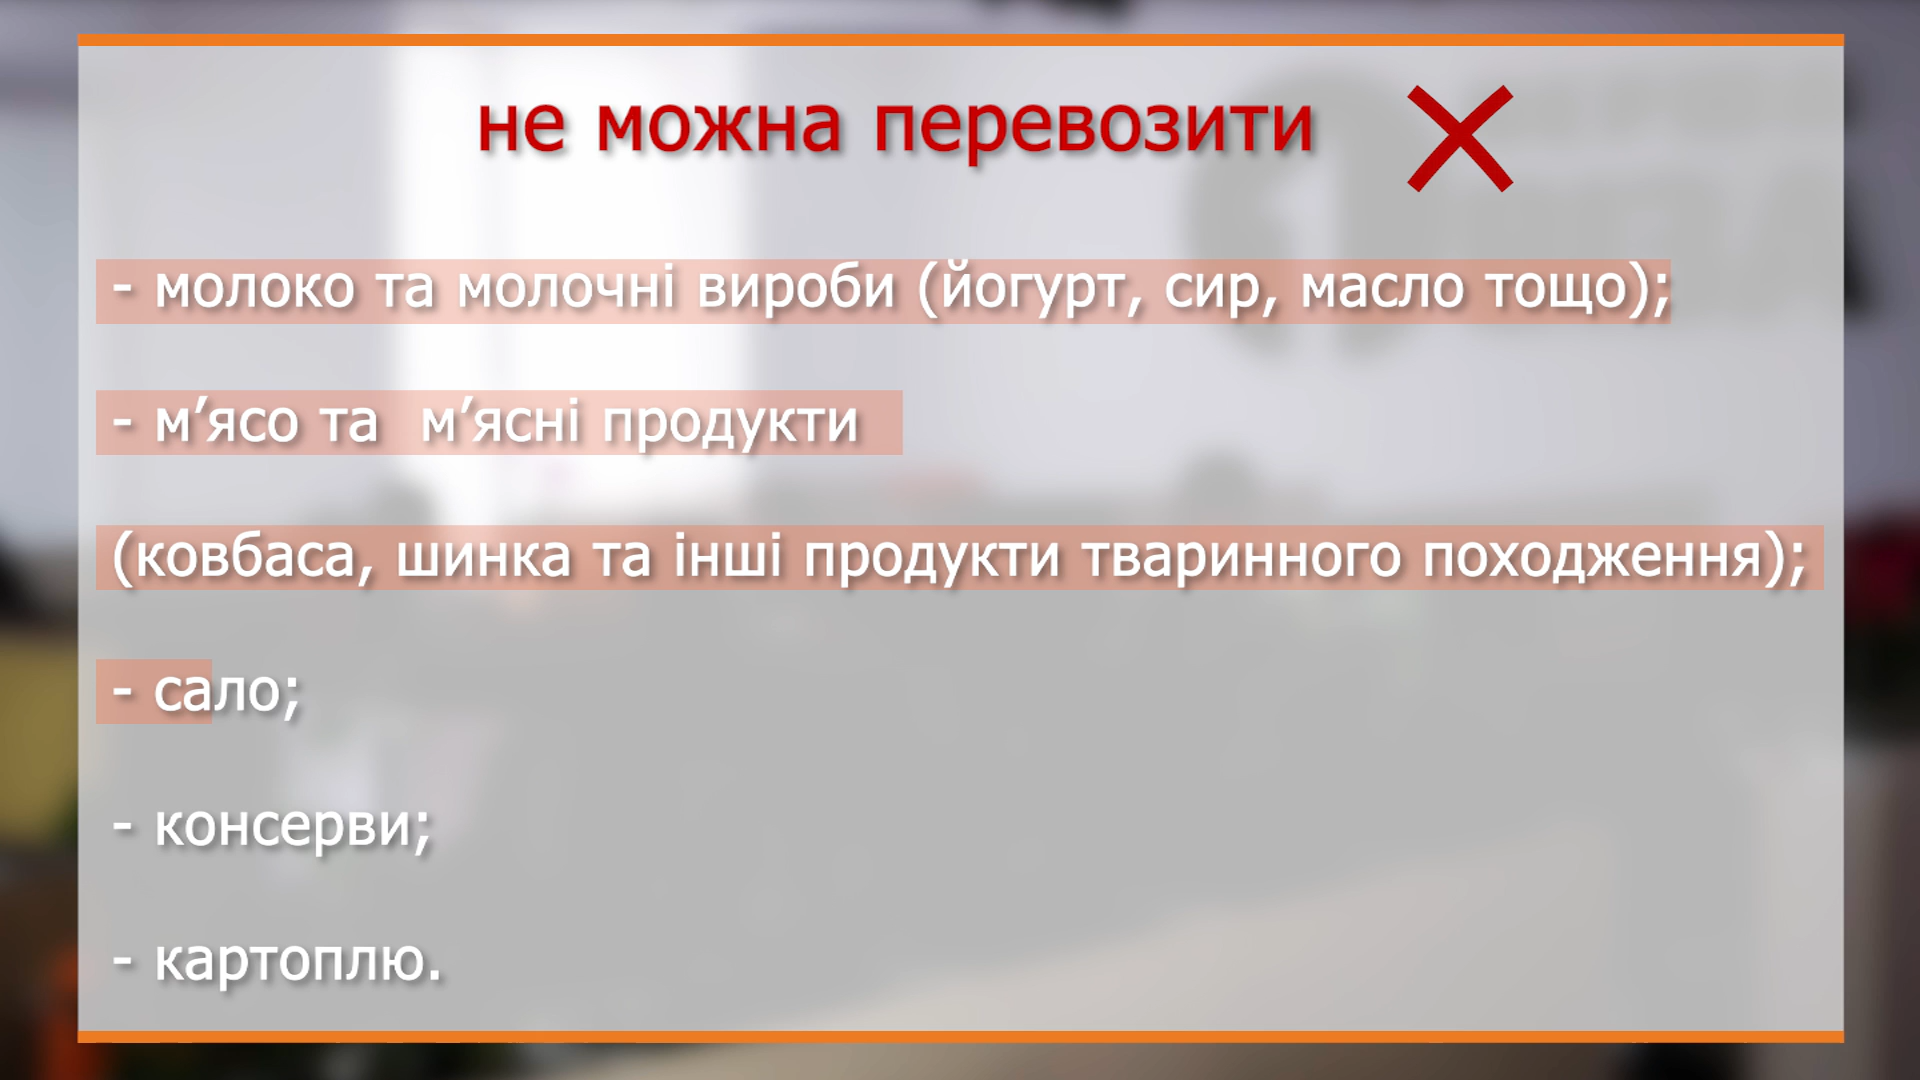 не можна перевозити
- молоко та молочні вироби (йогурт, сир, масло тощо);
- м’ясо та м’ясні продукти
(ковбаса, шинка та інші продукти тваринного походження);
- сало;
- консерви;
- картоплю.